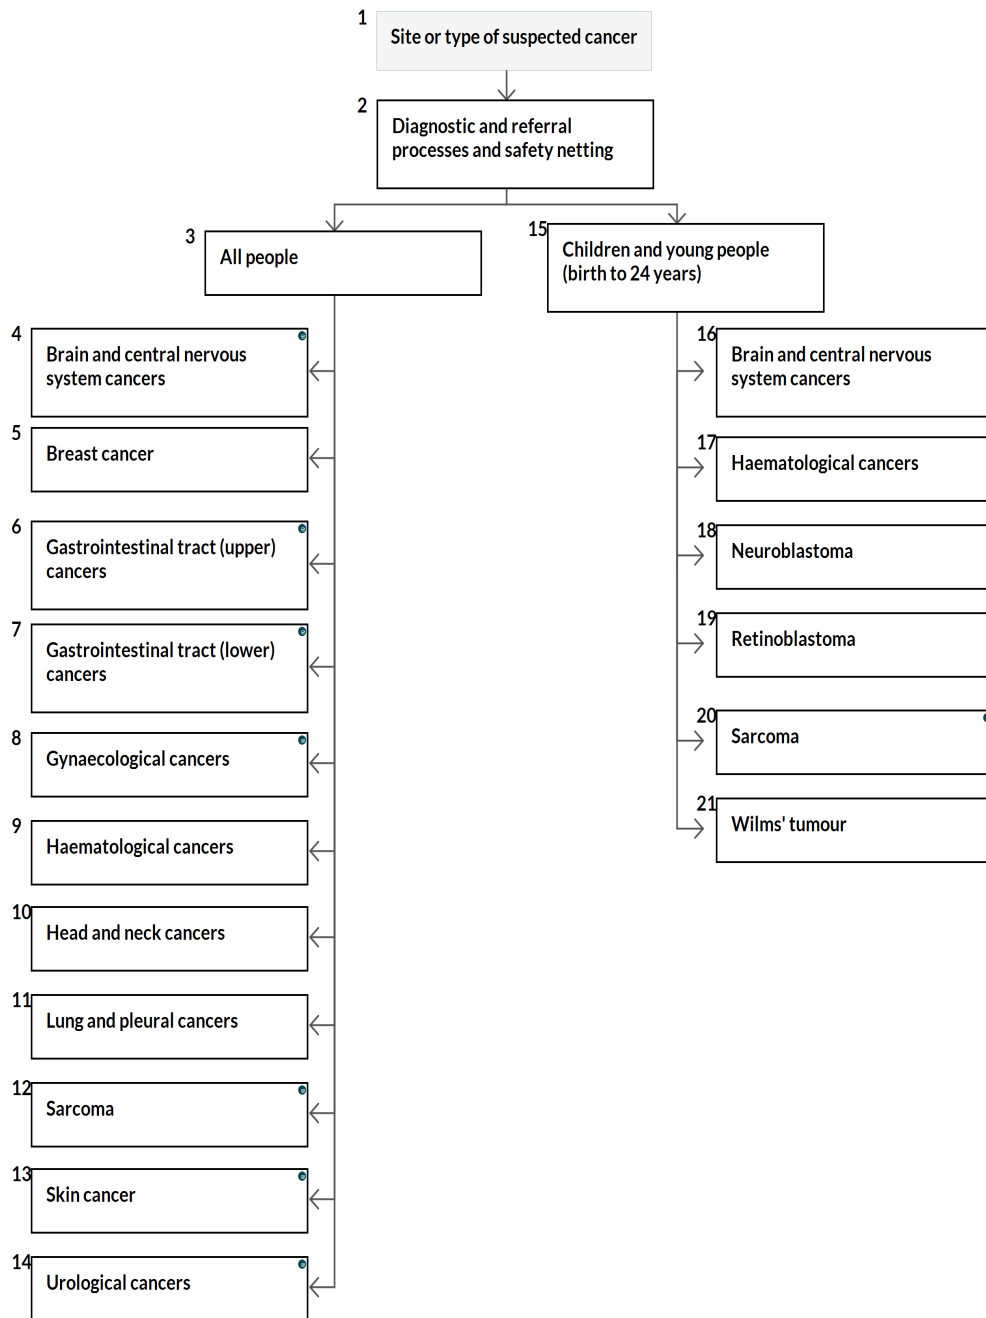 1
Site or type of suspected cancer
2
Diagnostic and referral
processes and safety netting
3
All people
4
Brain and central nervous
system cancers
5
Breast cancer
6
Gastrointestinal tract (upper)
cancers
7
Gastrointestinal tract (lower)
cancers
8
Gynaecological cancers
9
Haematological cancers
10
Head and neck cancers
11
Lung and pleural cancers
12
Sarcoma
13
Skin cancer
14
Urological cancers
15
Children and young people
(birth to 24 years)
16
Brain and central nervous
system cancers
17
Haematological cancers
18
Neuroblastoma
19
Retinoblastoma
20
Sarcoma
21
Wilms' tumour